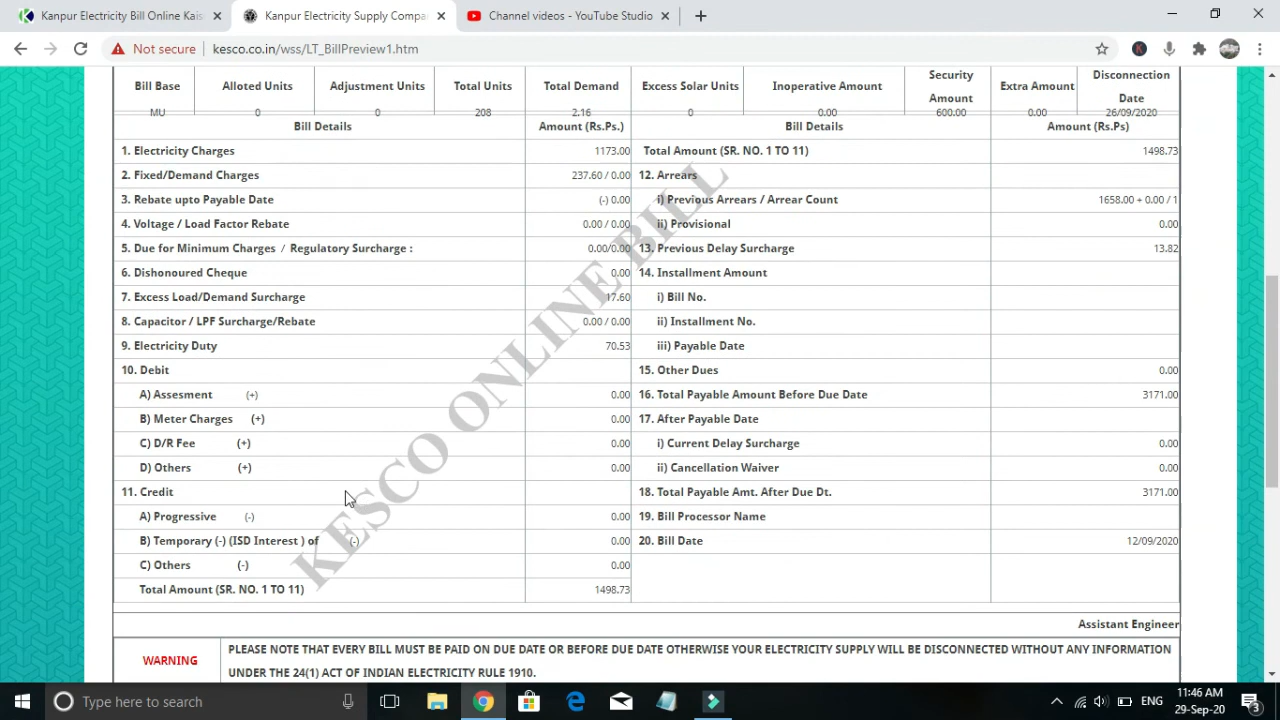 Kanpur Electricity Bill Online Kais
Kanpur Electricity Supply Compa
Channel videos - YouTube Studio
Not secure
kesco.co.in/wss/LT_BillPreview1.htm
Bill Base Alloted Units Adjustment Units Total Units Total Demand Excess Solar Units Inoperative Amount Security Amount Extra Amount Disconnection Date
MU 0 0 208 2.16 0 0.00 600.00 0.00 26/09/2020
Bill Details Amount (Rs.Ps.) Bill Details Amount (Rs.Ps)
1. Electricity Charges 1173.00 Total Amount (SR. NO. 1 TO 11) 1498.73
2. Fixed/Demand Charges 237.60 / 0.00 12. Arrears
3. Rebate upto Payable Date (-) 0.00 i) Previous Arrears / Arrear Count 1658.00 + 0.00 / 1
4. Voltage / Load Factor Rebate 0.00 / 0.00 ii) Provisional 0.00
5. Due for Minimum Charges / Regulatory Surcharge : 0.00/0.00 13. Previous Delay Surcharge 13.82
6. Dishonoured Cheque 0.00 14. Installment Amount
7. Excess Load/Demand Surcharge 17.60 i) Bill No.
8. Capacitor / LPF Surcharge/Rebate 0.00 / 0.00 ii) Installment No.
9. Electricity Duty 70.53 iii) Payable Date
10. Debit 15. Other Dues 0.00
A) Assesment (+) 0.00 16. Total Payable Amount Before Due Date 3171.00
B) Meter Charges (+) 0.00 17. After Payable Date
C) D/R Fee (+) 0.00 i) Current Delay Surcharge 0.00
D) Others (+) 0.00 ii) Cancellation Waiver 0.00
11. Credit 18. Total Payable Amt. After Due Dt. 3171.00
A) Progressive (-) 0.00 19. Bill Processor Name
B) Temporary (-) (ISD Interest ) of (-) 0.00 20. Bill Date 12/09/2020
C) Others (-) 0.00
Total Amount (SR. NO. 1 TO 11) 1498.73
KESCO ONLINE BILL
Assistant Engineer
WARNING PLEASE NOTE THAT EVERY BILL MUST BE PAID ON DUE DATE OR BEFORE DUE DATE OTHERWISE YOUR ELECTRICITY SUPPLY WILL BE DISCONNECTED WITHOUT ANY INFORMATION
UNDER THE 24(1) ACT OF INDIAN ELECTRICITY RULE 1910.
Type here to search
ENG
11:46 AM
29-Sep-20
3